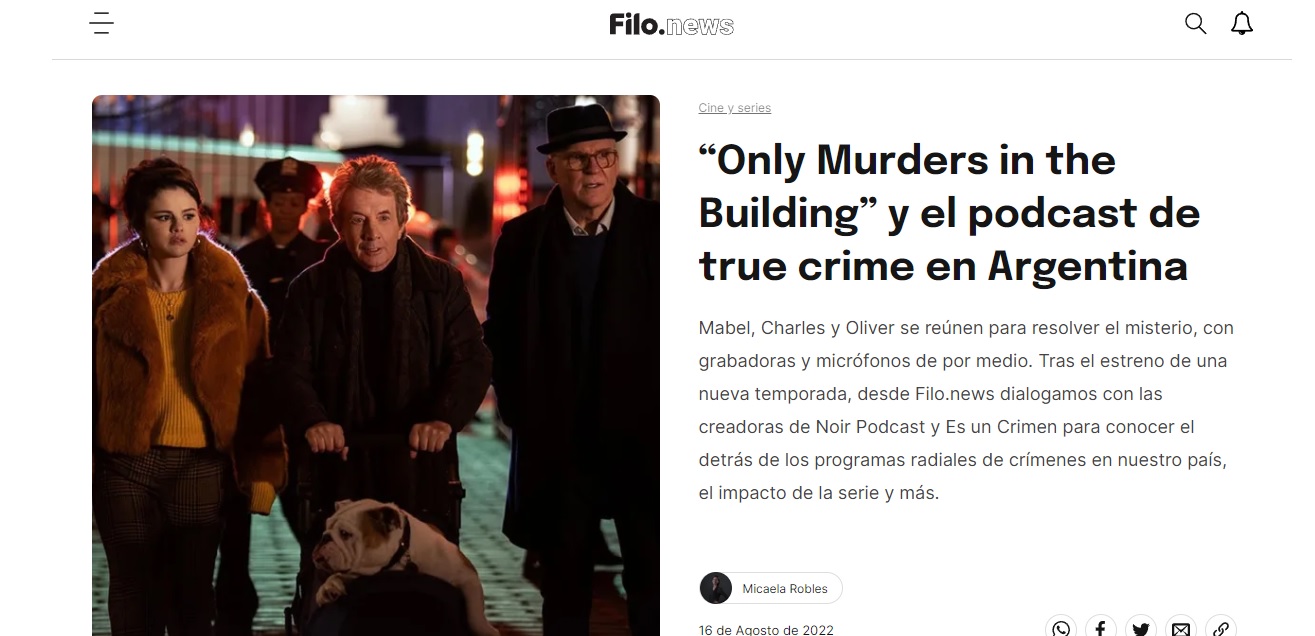 Filo.news
Cine y series
“Only Murders in the
Building” y el podcast de
true crime en Argentina
Mabel, Charles y Oliver se reúnen para resolver el misterio, con
grabadoras y micrófonos de por medio. Tras el estreno de una
nueva temporada, desde Filo.news dialogamos con las
creadoras de Noir Podcast y Es un Crimen para conocer el
detrás de los programas radiales de crímenes en nuestro país,
el impacto de la serie y más.
Micaela Robles
16 de Agosto de 2022